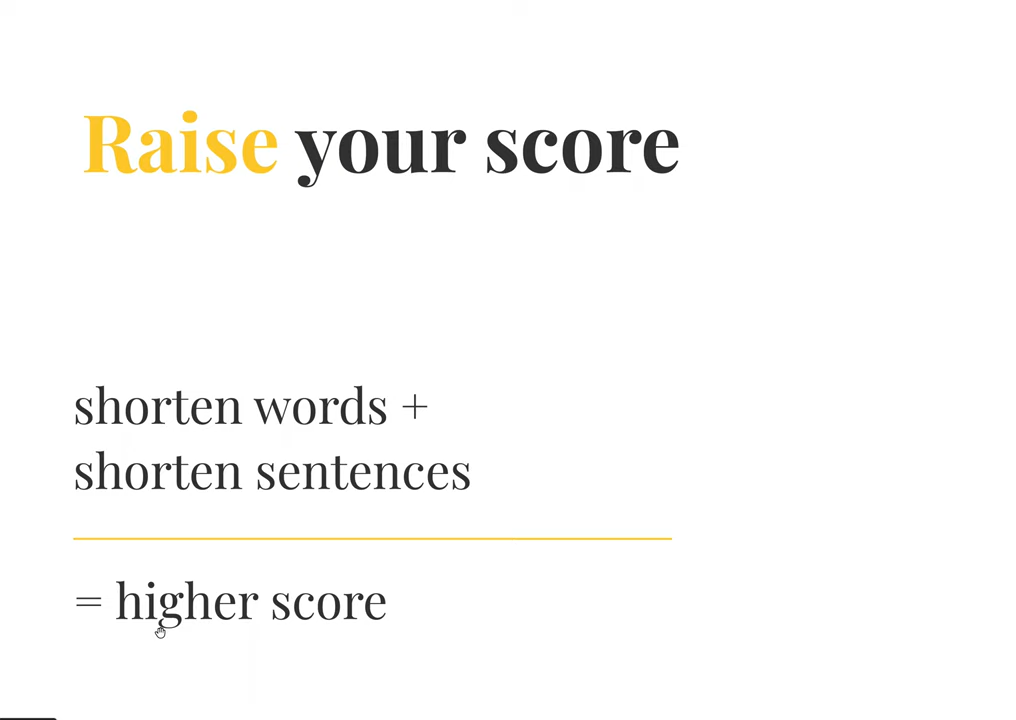 Raise your score
shorten words +
shorten sentences
= higher score